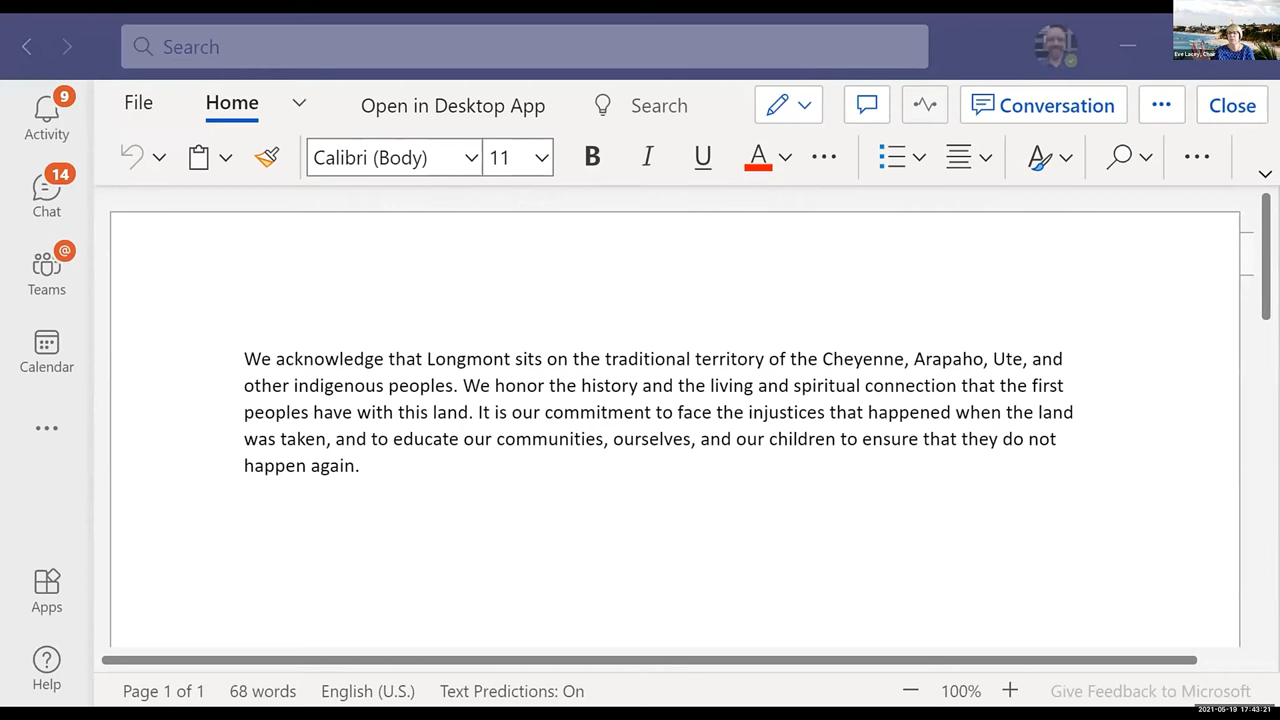 Search
Eve Lacey, Chair
9
Activity
14
Chat
@
Teams
Calendar
Apps
Help
File
Home
Open in Desktop App
Search
Conversation
Close
Calibri (Body)
11
B
I
U
A
We acknowledge that Longmont sits on the traditional territory of the Cheyenne, Arapaho, Ute, and
other indigenous peoples. We honor the history and the living and spiritual connection that the first
peoples have with this land. It is our commitment to face the injustices that happened when the land
was taken, and to educate our communities, ourselves, and our children to ensure that they do not
happen again.
Page 1 of 1
68 words
English (U.S.)
Text Predictions: On
100%
Give Feedback to Microsoft
2021-05-19 17:43:21